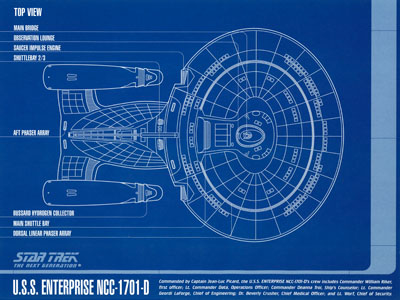 TOP VIEW
MAIN BRIDGE
OBSERVATION LOUNGE
SAUCER IMPULSE ENGINE
SHUTTLEBAY 2/3
AFT PHASER ARRAY
BUSSARD HYDROGEN COLLECTOR
MAIN SHUTTLE BAY
DORSAL LINEAR PHASER ARRAY
STAR TREK
THE NEXT GENERATION
U.S.S. ENTERPRISE NCC-1701-D
Commanded by Captain Jean-Luc Picard, the U.S.S. ENTERPRISE NCC-1701-D's crew includes Commander William Riker,
first officer; Lt. Commander Data, Operations Officer; Commander Deanna Troi, Ship's Counselor; Lt. Commander
Geordi LaForge, Chief of Engineering; Dr. Beverly Crusher, Chief Medical Officer; and Lt. Worf, Chief of Security.